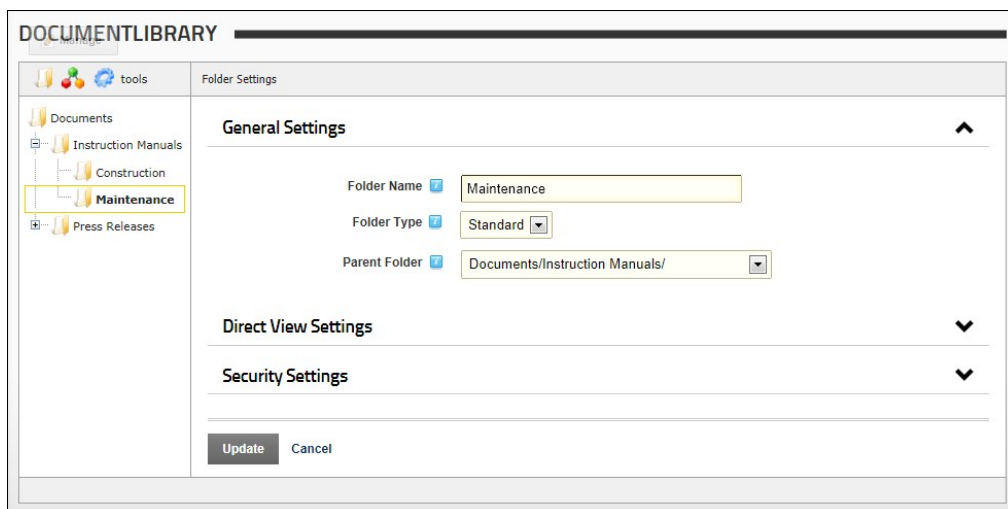 DOCUMENTLIBRARY
Manage
tools
Folder Settings
Documents
Instruction Manuals
Construction
Maintenance
Press Releases
General Settings
Folder Name Maintenance
Folder Type Standard
Parent Folder Documents/Instruction Manuals/
Direct View Settings
Security Settings
Update Cancel